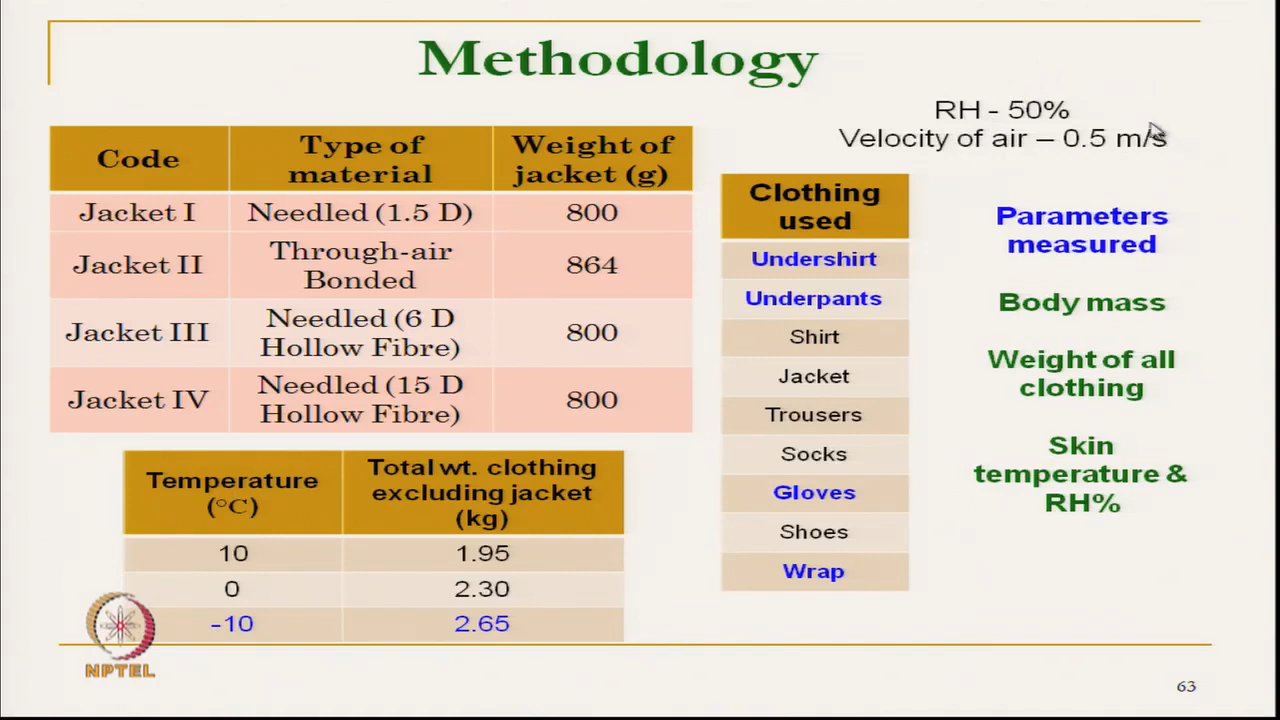 Methodology
RH - 50%
Velocity of air – 0.5 m/s
Code
Type of
material
Weight of
jacket (g)
Jacket I
Needled (1.5 D)
800
Jacket II
Through-air
Bonded
864
Jacket III
Needled (6 D
Hollow Fibre)
800
Jacket IV
Needled (15 D
Hollow Fibre)
800
Temperature
(°C)
Total wt. clothing
excluding jacket
(kg)
10
1.95
0
2.30
-10
2.65
Clothing
used
Undershirt
Underpants
Shirt
Jacket
Trousers
Socks
Gloves
Shoes
Wrap
Parameters
measured
Body mass
Weight of all
clothing
Skin
temperature &
RH%
NPTEL
63